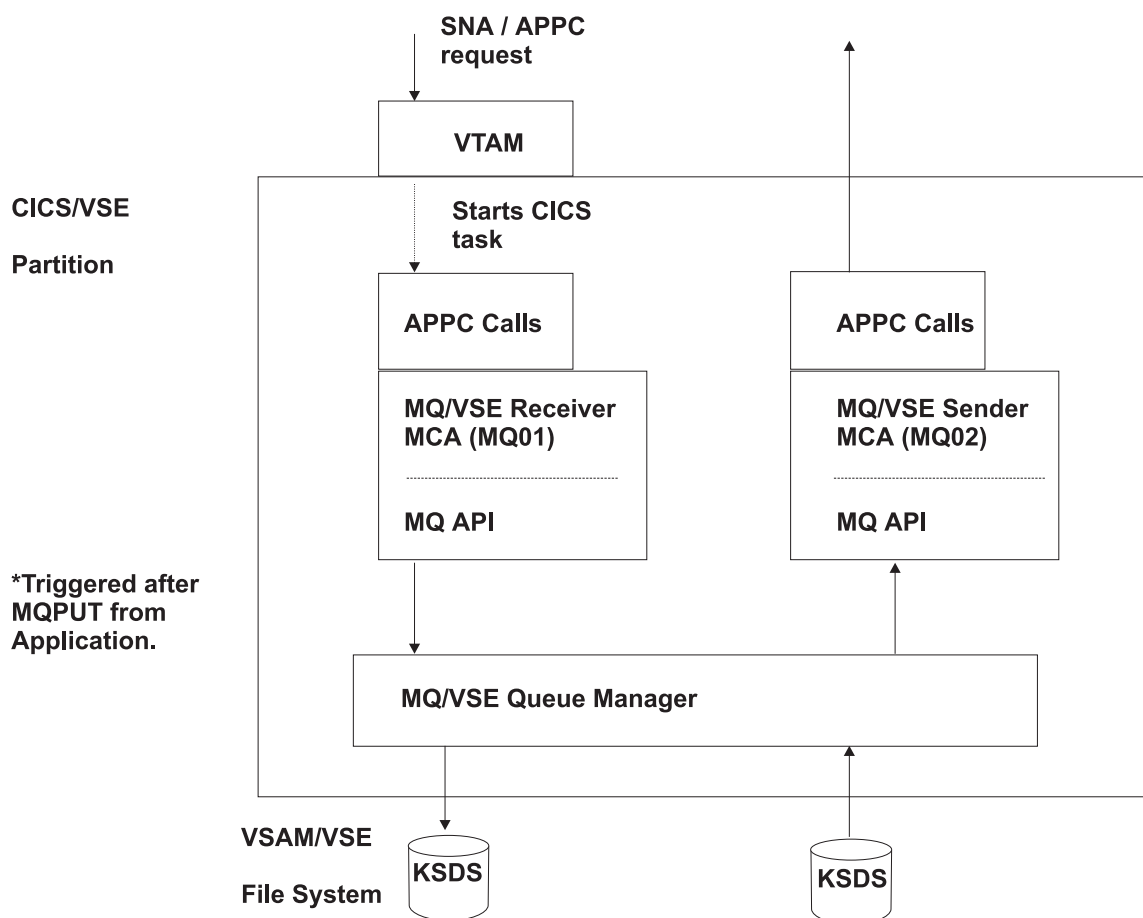 SNA / APPC
request
VTAM
CICS/VSE
Partition
Starts CICS
task
APPC Calls
APPC Calls
MQ/VSE Receiver
MCA (MQ01)
MQ API
MQ/VSE Sender
MCA (MQ02)
MQ API
*Triggered after
MQPUT from
Application.
MQ/VSE Queue Manager
VSAM/VSE
File System
KSDS
KSDS